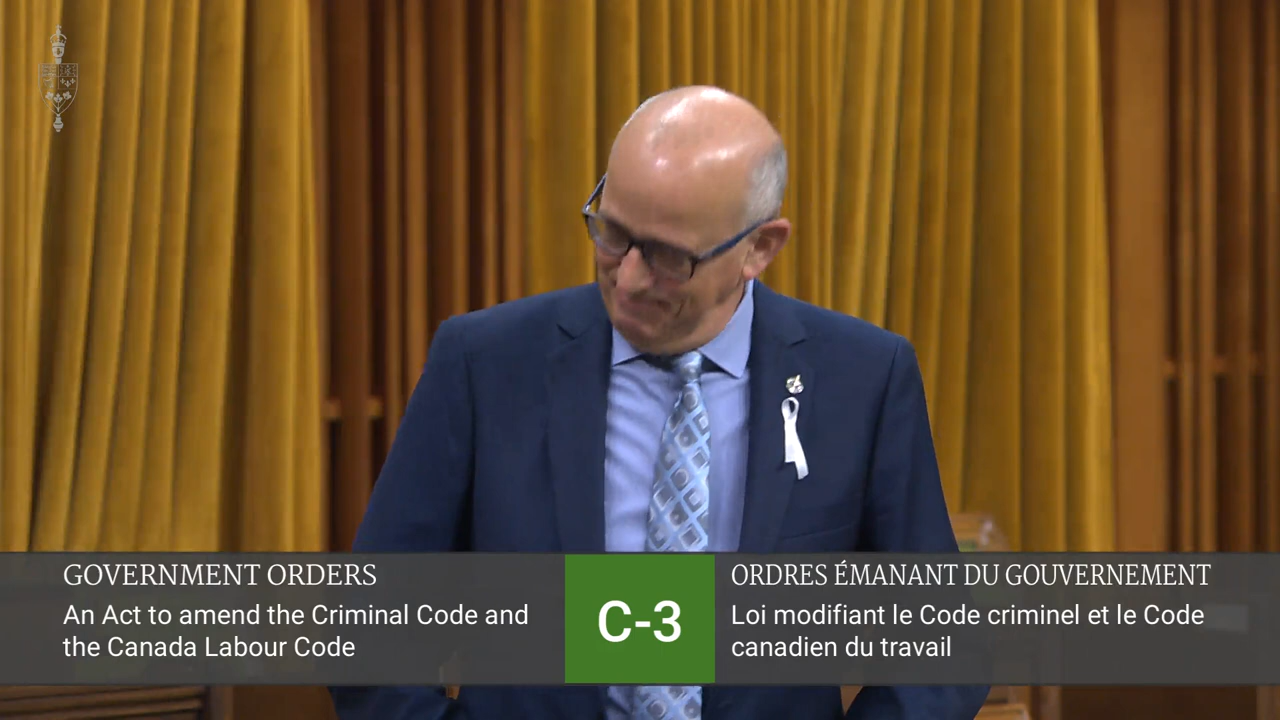 GOVERNMENT ORDERS
An Act to amend the Criminal Code and
the Canada Labour Code
C-3
ORDRES ÉMANANT DU GOUVERNEMENT
Loi modifiant le Code criminel et le Code
canadien du travail